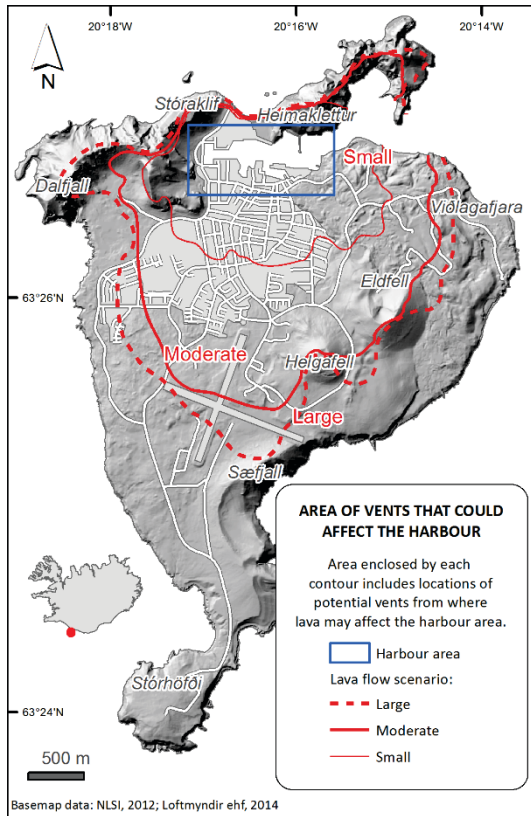 20°18'W
20°16'W
20°14'W
N
Stóraklif
Heimaklettur
Small
Dalfjall
Viðlagafjara
Eldfell
63°26'N
Moderate
Helgafell
Large
Sæfjall
AREA OF VENTS THAT COULD
AFFECT THE HARBOUR
Area enclosed by each
contour includes locations of
potential vents from where
lava may affect the harbour area.
Harbour area
Lava flow scenario:
Large
Moderate
Small
Stórhöfði
63°24'N
500 m
Basemap data: NLSI, 2012; Loftmyndir ehf, 2014